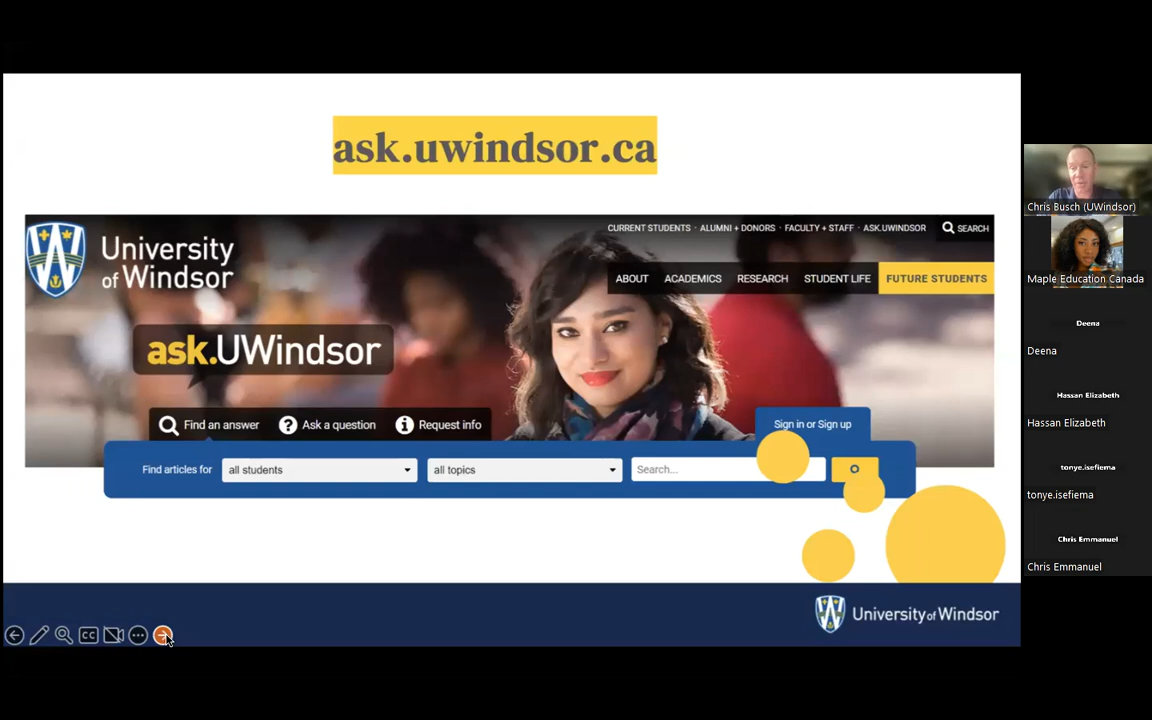 ask.uwindsor.ca
University
of Windsor
CURRENT STUDENTS · ALUMNI + DONORS · FACULTY + STAFF · ASK.UWINDSOR
SEARCH
ABOUT ACADEMICS RESEARCH STUDENT LIFE FUTURE STUDENTS
ask.UWindsor
Find an answer Ask a question Request info
Sign in or Sign up
Find articles for all students all topics Search...
University of Windsor
CC
Chris Busch (UWindsor)
Maple Education Canada
Deena
Deena
Hassan Elizabeth
Hassan Elizabeth
tonye.isefiema
tonye.isefiema
Chris Emmanuel
Chris Emmanuel